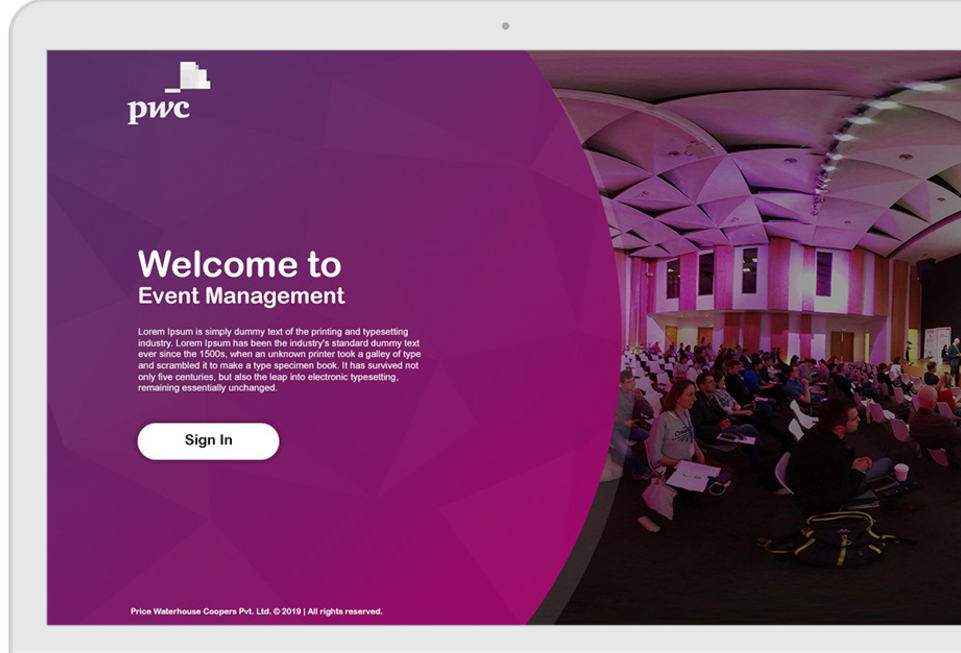 pwc
Welcome to
Event Management
Lorem Ipsum is simply dummy text of the printing and typesetting
industry. Lorem Ipsum has been the industry's standard dummy text
ever since the 1500s, when an unknown printer took a galley of type
and scrambled it to make a type specimen book. It has survived not
only five centuries, but also the leap into electronic typesetting,
remaining essentially unchanged.
Sign In
Price Waterhouse Coopers Pvt. Ltd. © 2019 | All rights reserved.